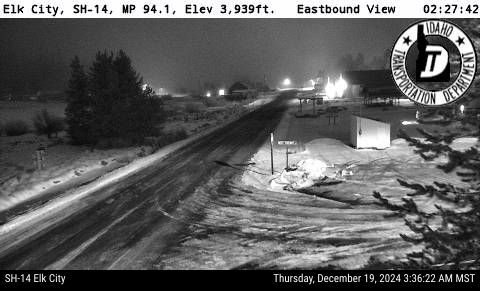 Elk City, SH-14, MP 94.1, Elev 3,939ft. Eastbound View 02:27:42
IDAHO
TRANSPORTATION DEPARTMENT
SH-14 Elk City Thursday, December 19, 2024 3:36:22 AM MST